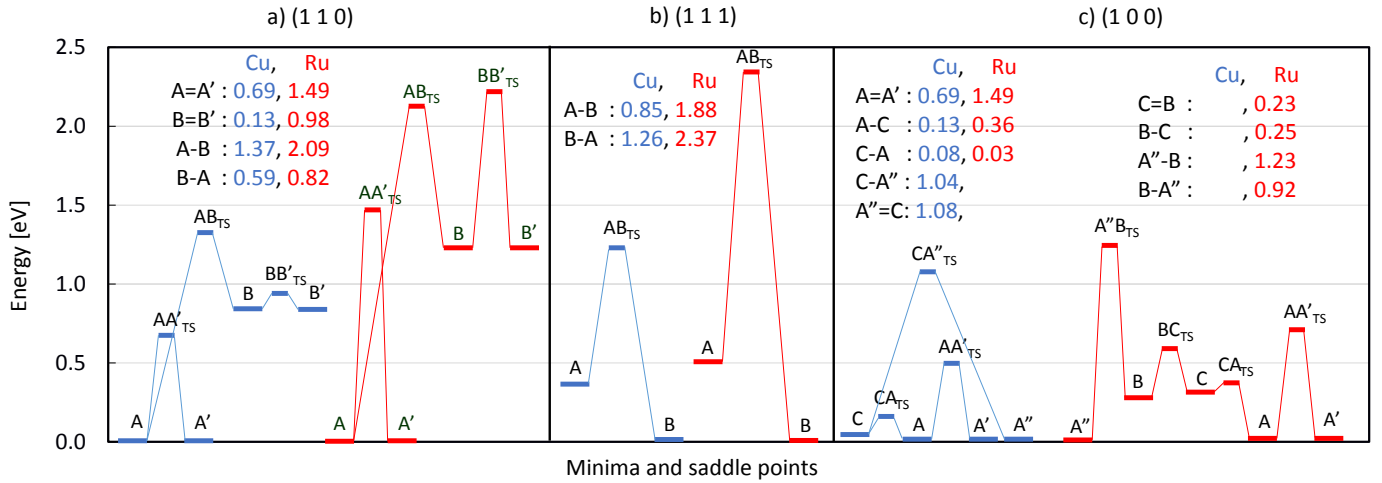 a) (1 1 0)
b) (1 1 1)
c) (1 0 0)
Energy [eV]
2.5
2.0
1.5
1.0
0.5
0.0
Cu, Ru
A=A’ : 0.69, 1.49
B=B’ : 0.13, 0.98
A-B : 1.37, 2.09
B-A : 0.59, 0.82
AB_TS
BB’_TS
AA’_TS
B
B’
AB_TS
BB’_TS
B
B’
AA’_TS
A
A’
A
A’
Cu, Ru
A-B : 0.85, 1.88
B-A : 1.26, 2.37
AB_TS
AB_TS
A
A
B
B
Cu, Ru
A=A’ : 0.69, 1.49
A-C : 0.13, 0.36
C-A : 0.08, 0.03
C-A” : 1.04,
A”=C: 1.08,
Cu, Ru
C=B : , 0.23
B-C : , 0.25
A”-B : , 1.23
B-A” : , 0.92
CA”_TS
AA’_TS
CA_TS
C
A
A’
A”
A”B_TS
BC_TS
AA’_TS
B
C
CA_TS
A”
A
A’
Minima and saddle points